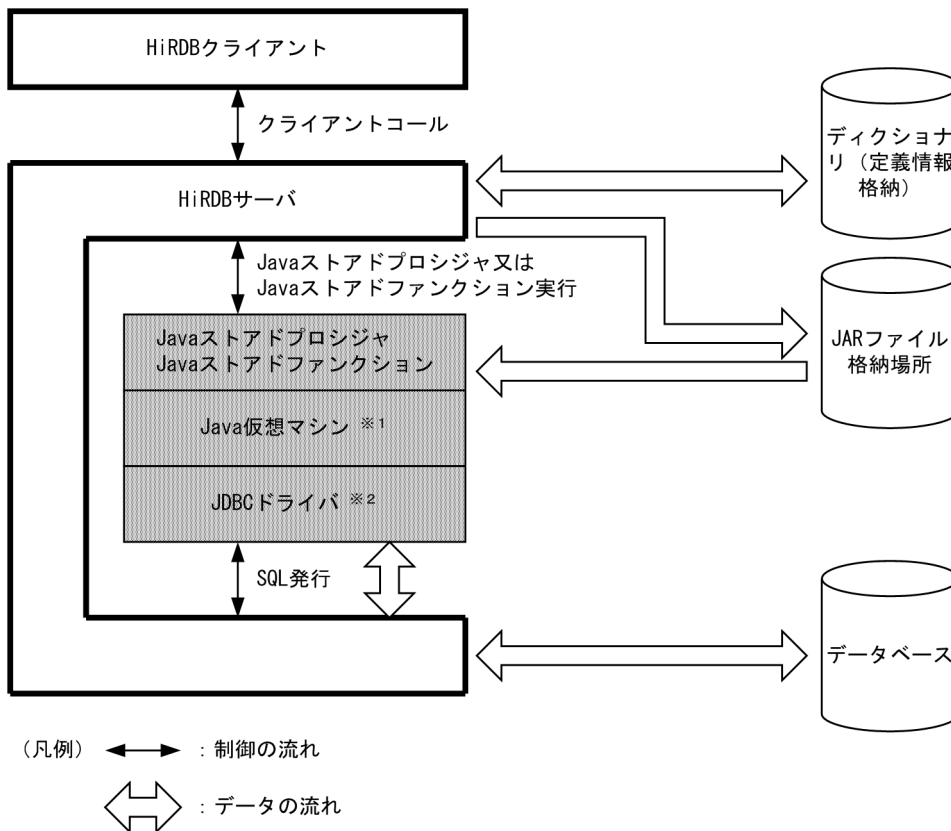 HiRDBクライアント
クライアントコール
HiRDBサーバ
ディクショナ
リ（定義情報
格納）
Javaストアドプロシジャ又は
Javaストアドファンクション実行
Javaストアドプロシジャ
Javaストアドファンクション
JARファイル
格納場所
Java仮想マシン ※1
JDBCドライバ ※2
SQL発行
データベース
（凡例）
：制御の流れ
：データの流れ